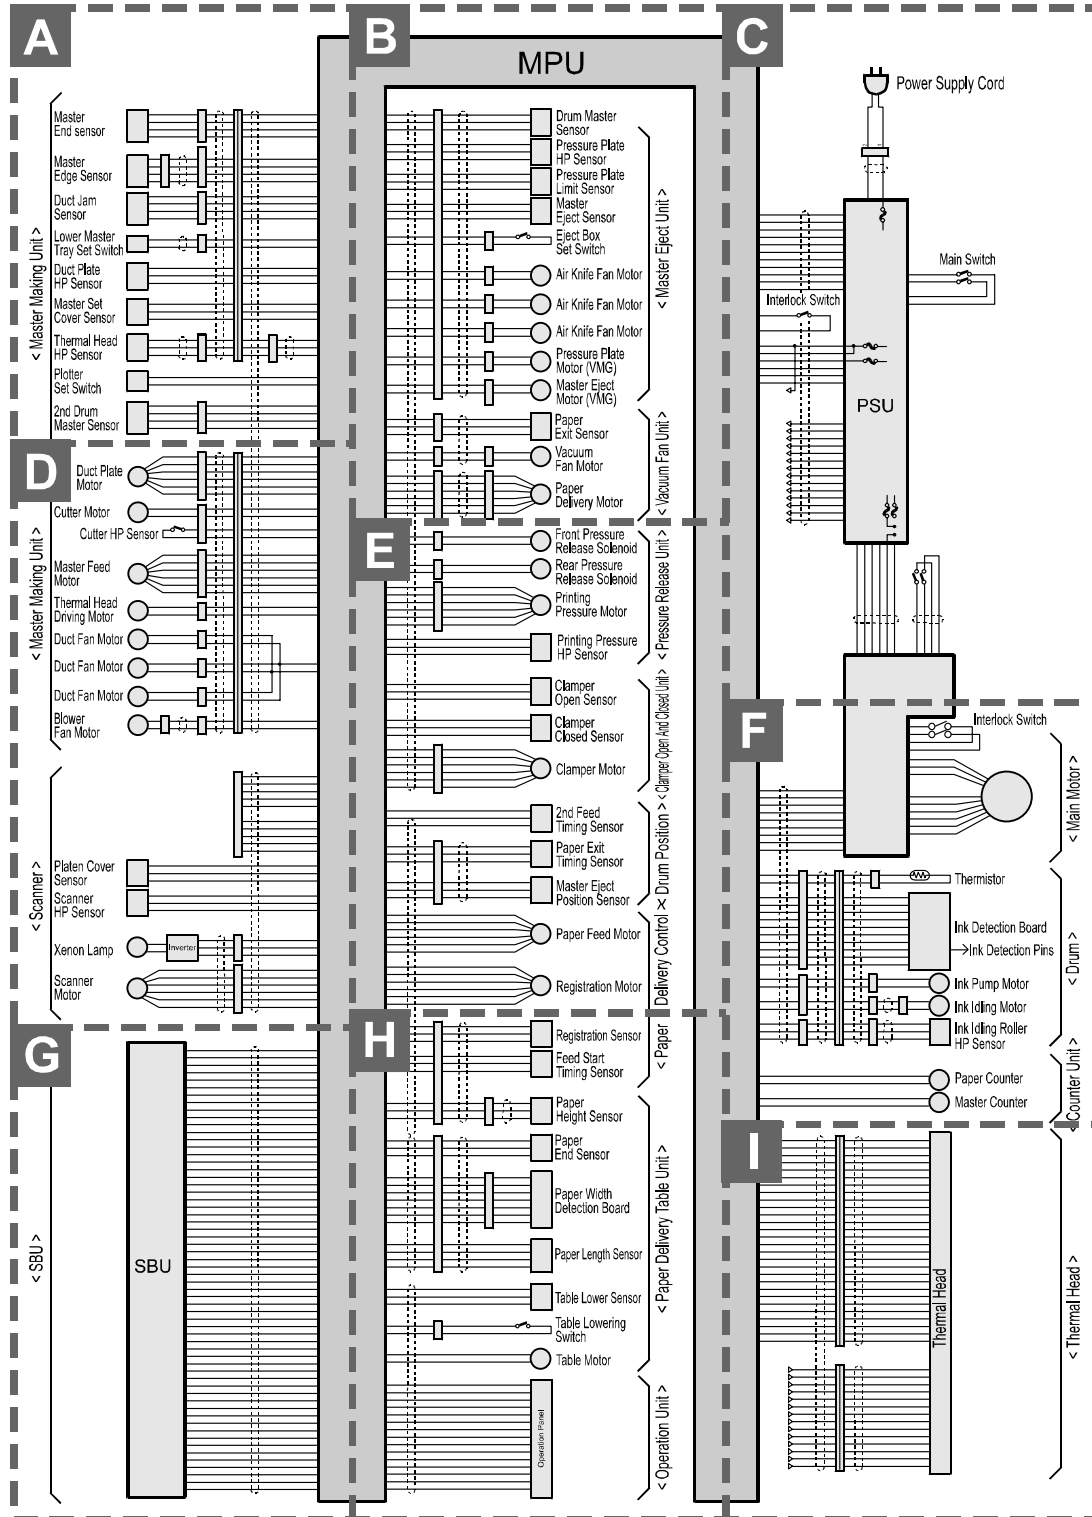 A
B
C
MPU
Power Supply Cord
Master
End sensor
Master
Edge Sensor
Duct Jam
Sensor
Lower Master
Tray Set Switch
Duct Plate
HP Sensor
Master Set
Cover Sensor
Thermal Head
HP Sensor
Plotter
Set Switch
2nd Drum
Master Sensor
< Master Making Unit >
Drum Master
Sensor
Pressure Plate
HP Sensor
Pressure Plate
Limit Sensor
Master
Eject Sensor
Eject Box
Set Switch
Air Knife Fan Motor
Air Knife Fan Motor
Air Knife Fan Motor
Pressure Plate
Motor (VMG)
Master Eject
Motor (VMG)
< Master Eject Unit >
Paper
Exit Sensor
Vacuum
Fan Motor
Paper
Delivery Motor
< Vacuum Fan Unit >
Main Switch
Interlock Switch
PSU
D
Duct Plate
Motor
Cutter Motor
Cutter HP Sensor
Master Feed
Motor
Thermal Head
Driving Motor
Duct Fan Motor
Duct Fan Motor
Duct Fan Motor
Blower
Fan Motor
< Master Making Unit >
Platen Cover
Sensor
Scanner
HP Sensor
Xenon Lamp
Inverter
Scanner
Motor
< Scanner >
E
Front Pressure
Release Solenoid
Rear Pressure
Release Solenoid
Printing
Pressure Motor
Printing Pressure
HP Sensor
< Pressure Release Unit >
Clamper
Open Sensor
Clamper
Closed Sensor
Clamper Motor
< Clamper Open And Closed Unit >
2nd Feed
Timing Sensor
Paper Exit
Timing Sensor
Master Eject
Position Sensor
< Drum Position >
Paper Feed Motor
Registration Motor
< Paper Delivery Control >
F
Interlock Switch
< Main Motor >
Thermistor
Ink Detection Board
Ink Detection Pins
Ink Pump Motor
Ink Idling Motor
Ink Idling Roller
HP Sensor
< Drum >
Paper Counter
Master Counter
< Counter Unit >
G
SBU
< SBU >
H
Registration Sensor
Feed Start
Timing Sensor
Paper
Height Sensor
Paper
End Sensor
Paper Width
Detection Board
Paper Length Sensor
Table Lower Sensor
Table Lowering
Switch
Table Motor
< Paper Delivery Table Unit >
Operation Panel
< Operation Unit >
I
Thermal Head
< Thermal Head >